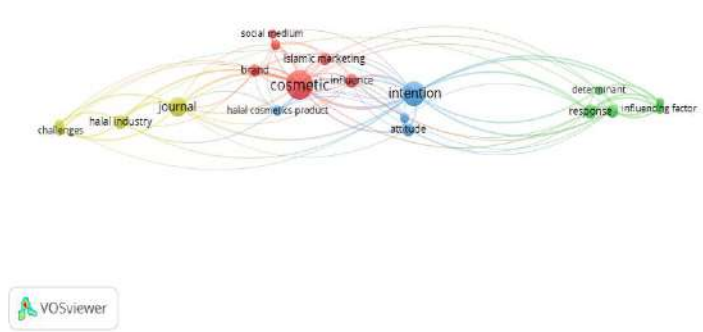 social medium
islamic marketing
brand
cosmetic
influence
intention
determinant
journal
halal cosmetics product
response
influencing factor
halal industry
challenges
attitude
VOSviewer